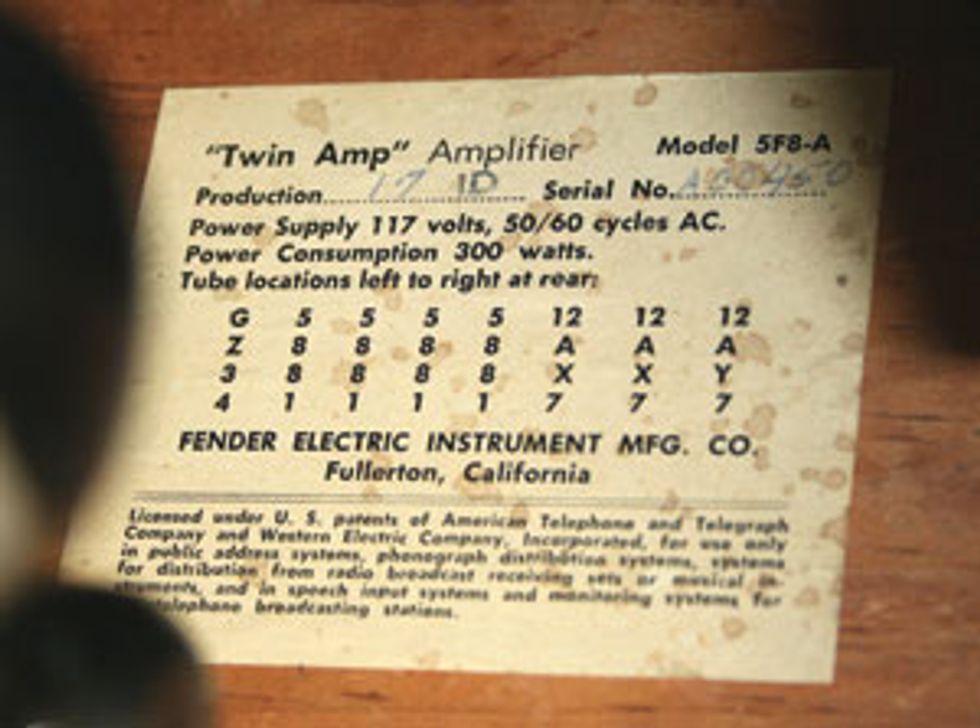 "Twin Amp" Amplifier Model 5F8-A
Production 17 ID Serial No. A00450
Power Supply 117 volts, 50/60 cycles AC.
Power Consumption 300 watts.
Tube locations left to right at rear:
G 5 5 5 5 12 12 12
Z 8 8 8 8 A A A
3 8 8 8 8 X X Y
4 1 1 1 1 7 7 7
FENDER ELECTRIC INSTRUMENT MFG. CO.
Fullerton, California
Licensed under U. S. patents of American Telephone and Telegraph
Company and Western Electric Company, Incorporated, for use only
in public address systems, phonograph distribution systems, systems
for distribution from radio broadcast receiving sets or musical in-
struments, and in speech input systems and monitoring systems for
telephone broadcasting stations.